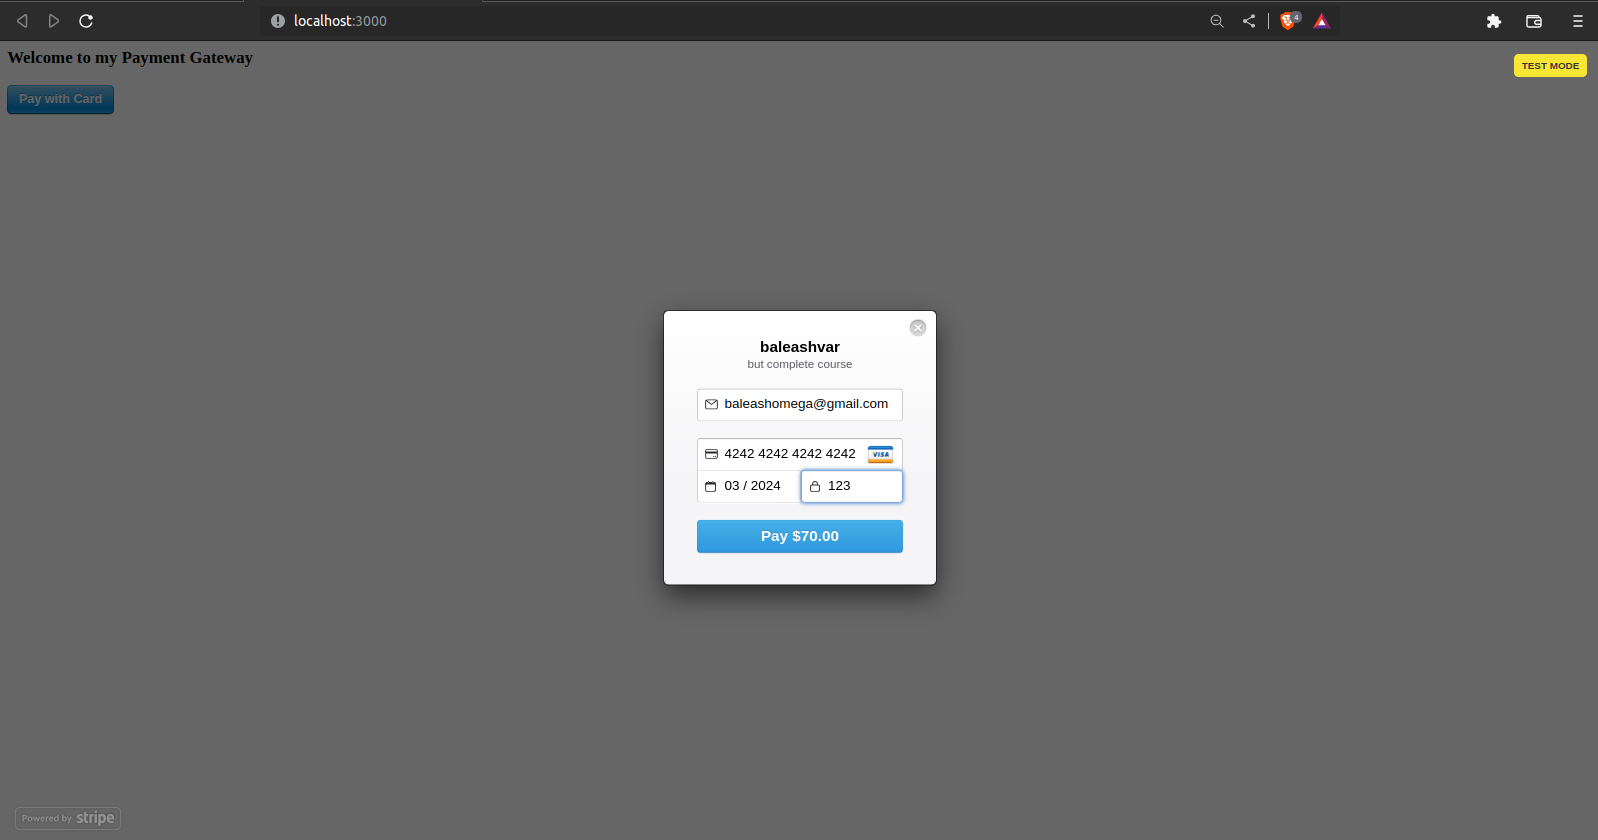 localhost:3000
4
Welcome to my Payment Gateway
TEST MODE
Pay with Card
baleashvar
but complete course
baleashomega@gmail.com
4242 4242 4242 4242 VISA
03 / 2024 123
Pay $70.00
Powered by stripe